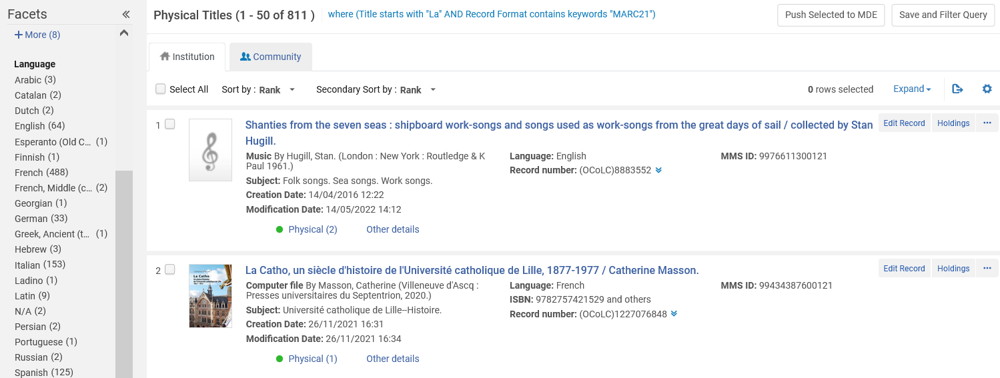 Facets
More (8)
Language
Arabic (3)
Catalan (2)
Dutch (2)
English (64)
Esperanto (Old C... (1)
Finnish (1)
French (488)
French, Middle (c... (2)
Georgian (1)
German (33)
Greek, Ancient (t... (1)
Hebrew (3)
Italian (153)
Ladino (1)
Latin (9)
N/A (2)
Persian (2)
Portuguese (1)
Russian (2)
Spanish (125)
Physical Titles (1 - 50 of 811 ) where (Title starts with "La" AND Record Format contains keywords "MARC21")
Push Selected to MDE Save and Filter Query
Institution Community
Select All Sort by : Rank Secondary Sort by : Rank 0 rows selected Expand
1 Shanties from the seven seas : shipboard work-songs and songs used as work-songs from the great days of sail / collected by Stan
Hugill.
Edit Record Holdings ...
Music By Hugill, Stan. (London : New York : Routledge & K
Paul 1961.)
Subject: Folk songs. Sea songs. Work songs.
Creation Date: 14/04/2016 12:22
Modification Date: 14/05/2022 14:12
Language: English
Record number: (OCoLC)8883552
MMS ID: 9976611300121
Physical (2) Other details
2 La Catho, un siècle d'histoire de l'Université catholique de Lille, 1877-1977 / Catherine Masson.
Edit Record Holdings ...
La Catho
Computer file By Masson, Catherine (Villeneuve d'Ascq :
Presses universitaires du Septentrion, 2020.)
Subject: Université catholique de Lille--Histoire.
Creation Date: 26/11/2021 16:31
Modification Date: 26/11/2021 16:34
Language: French
ISBN: 9782757421529 and others
Record number: (OCoLC)1227076848
MMS ID: 99434387600121
Physical (1) Other details